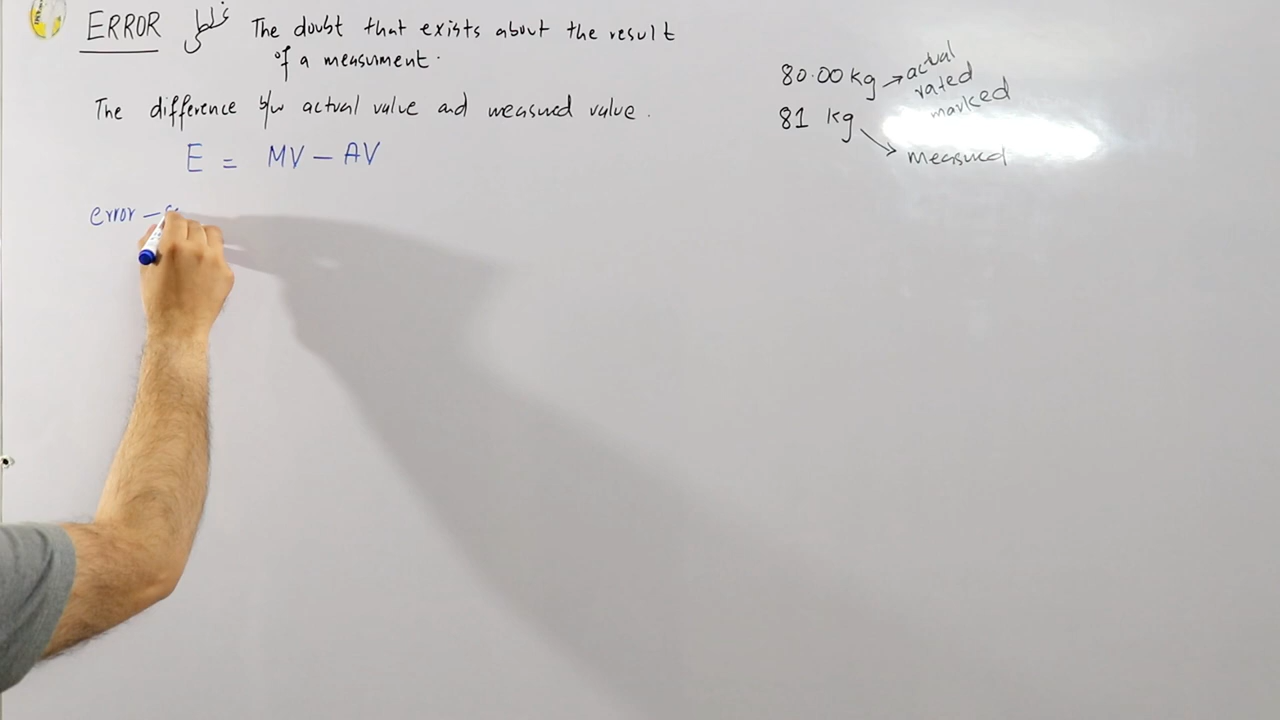 ERROR غلطی The doubt that exists about the result
of a measurment.
The difference b/w actual value and measured value.
E = MV - AV
error -
80.00 kg → actual
rated
marked
81 kg
→ measured